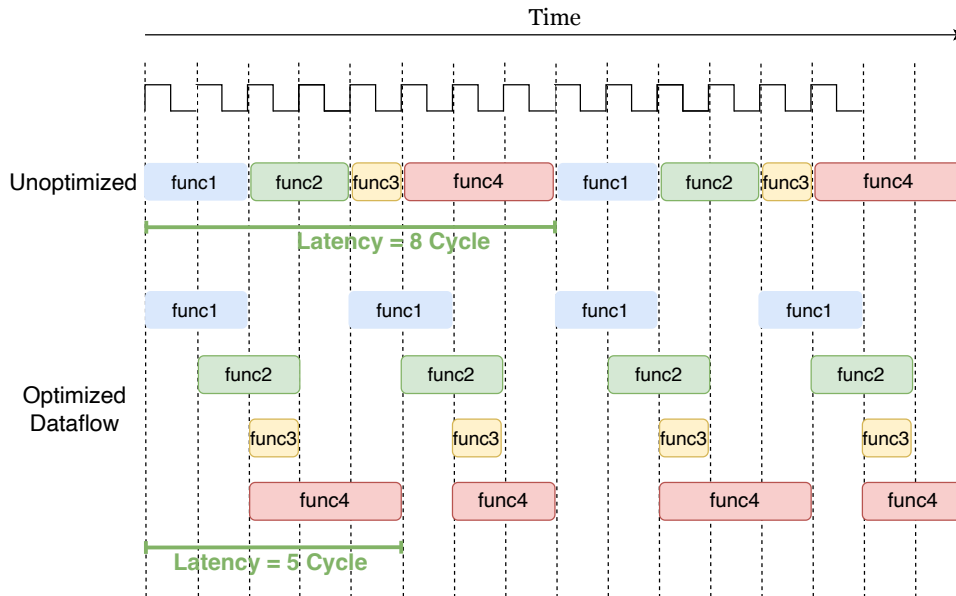 Time
Unoptimized
func1
func2
func3
func4
func1
func2
func3
func4
Latency = 8 Cycle
func1
func1
func1
func1
func2
func2
func2
func2
Optimized
Dataflow
func3
func3
func3
func3
func4
func4
func4
func4
Latency = 5 Cycle